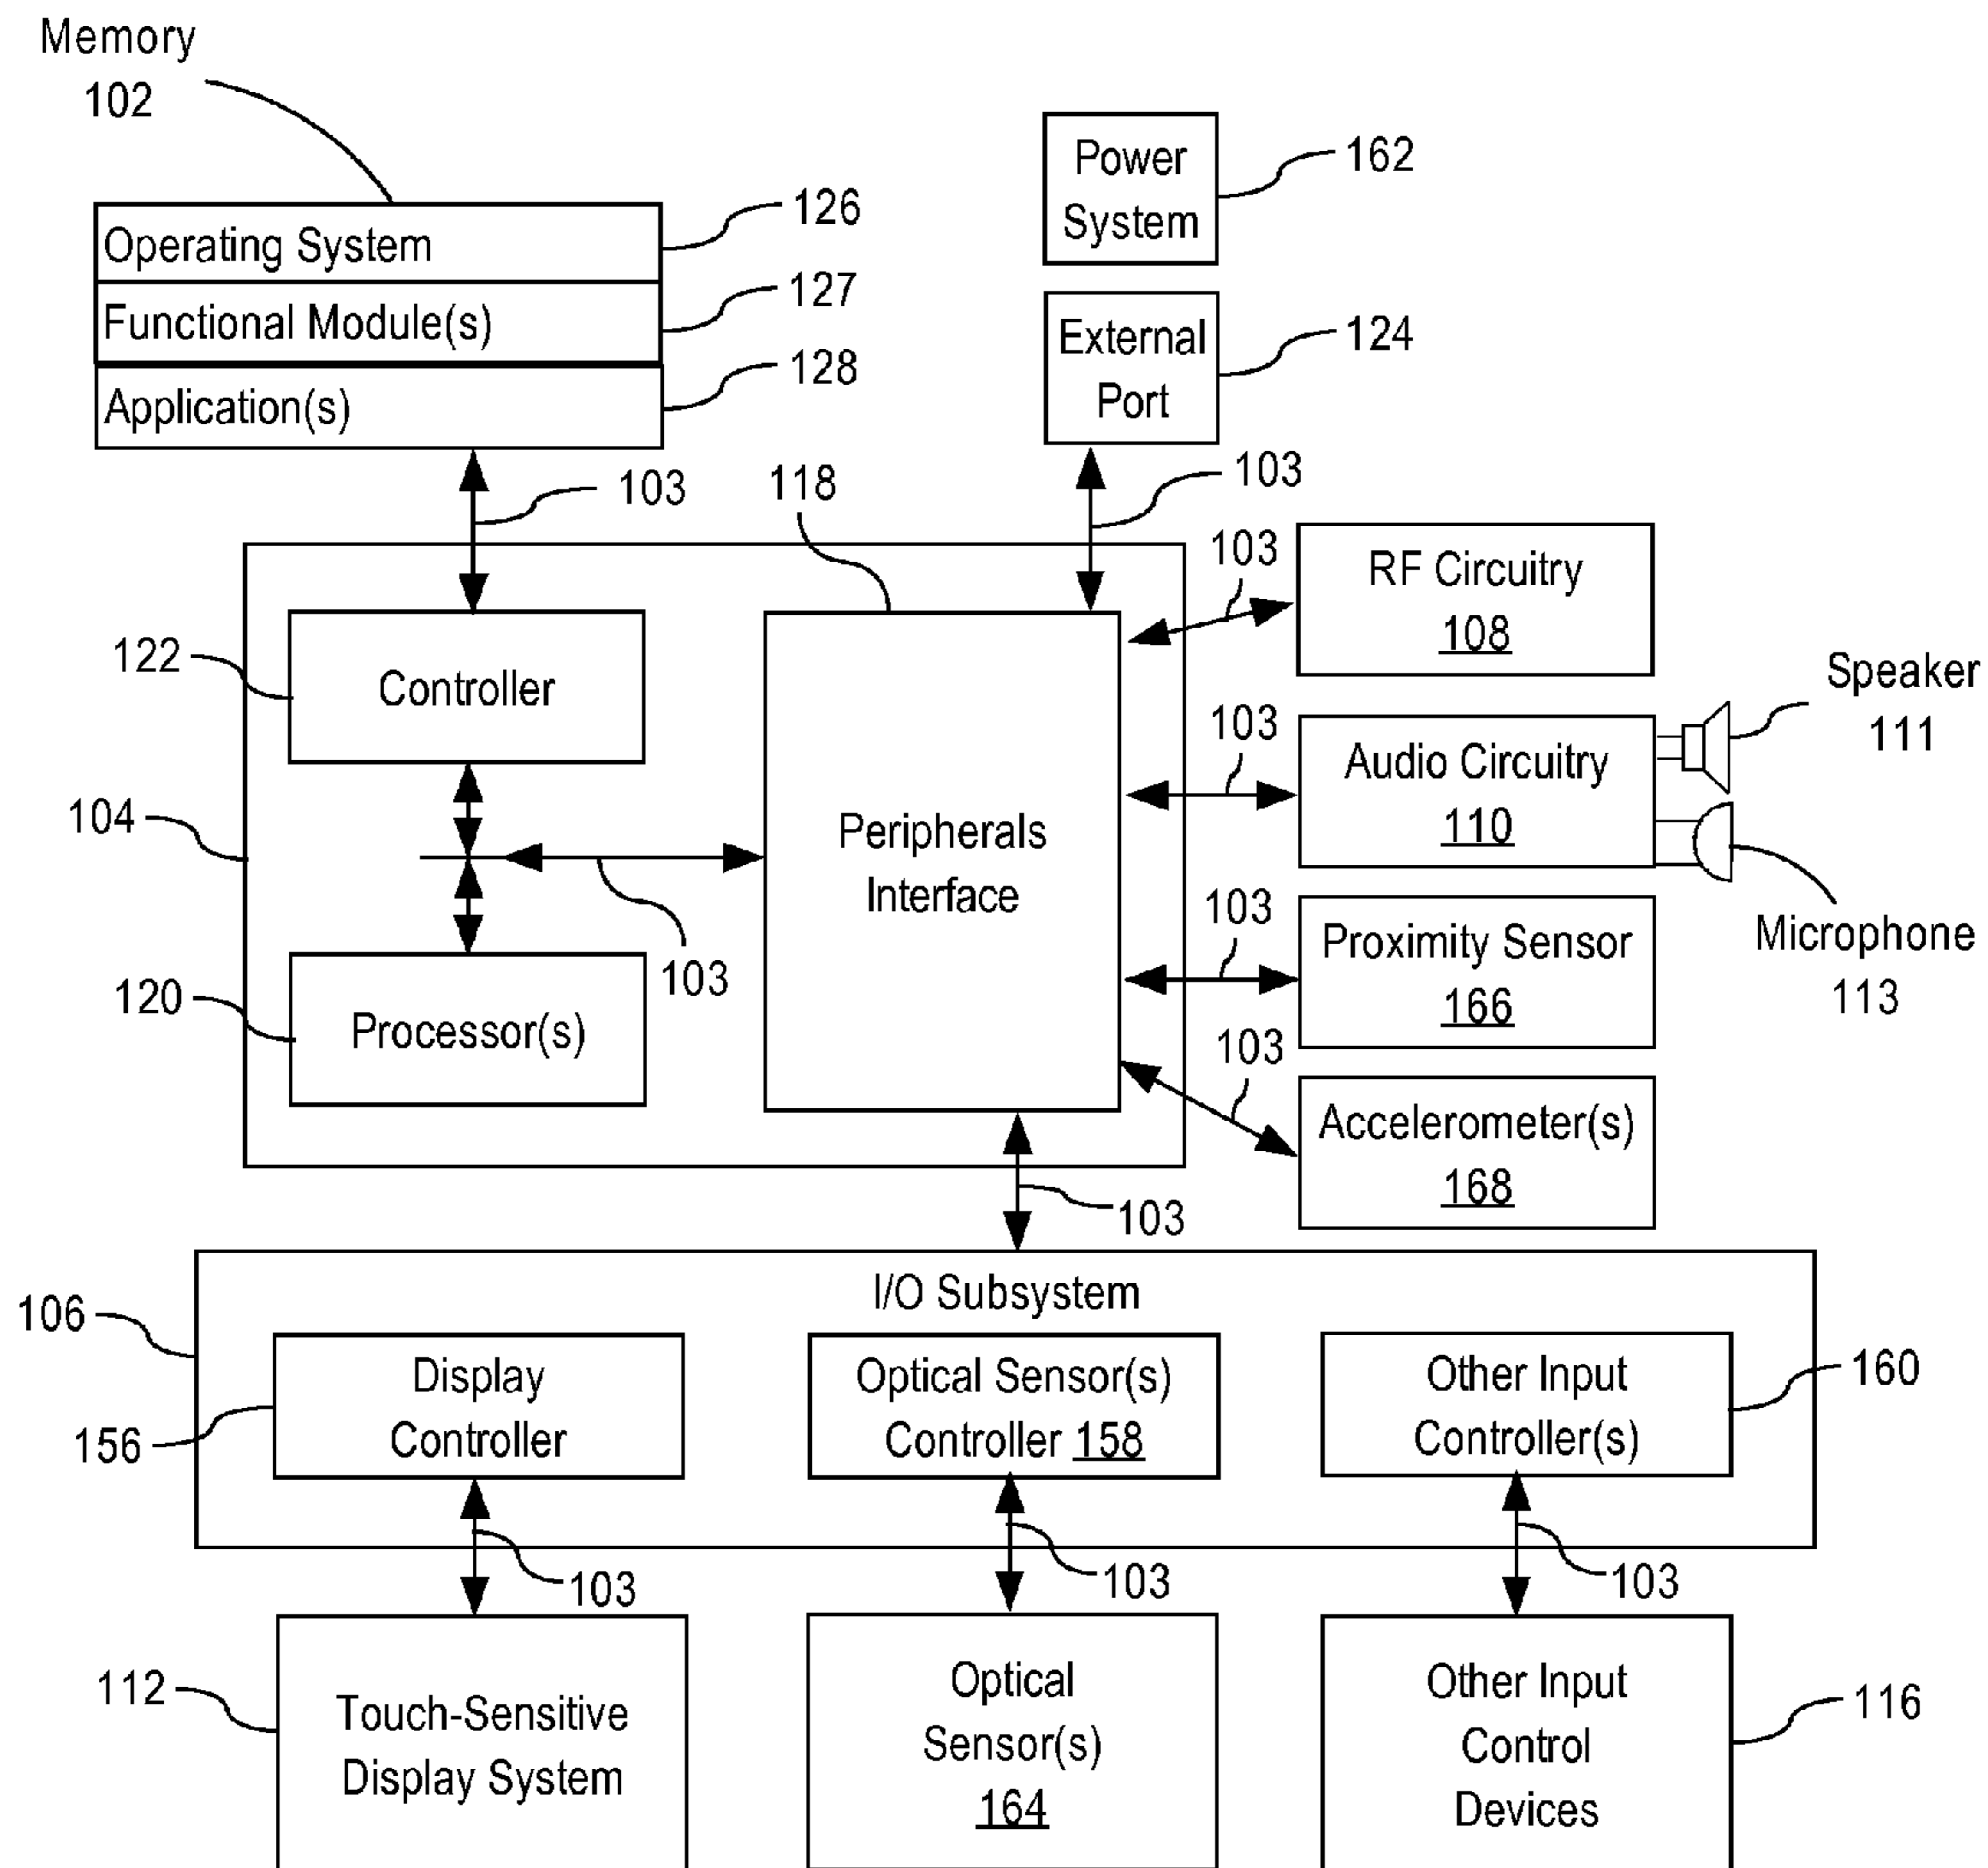 Memory
102
Operating System
126
Functional Module(s)
127
Application(s)
128
Power
System
162
External
Port
124
103
118
103
103
RF Circuitry
108
122
Controller
Speaker
111
103
Audio Circuitry
110
104
Peripherals
Interface
103
103
Proximity Sensor
166
Microphone
113
120
Processor(s)
103
Accelerometer(s)
168
103
I/O Subsystem
106
Display
Controller
156
Optical Sensor(s)
Controller 158
Other Input
Controller(s)
160
103
103
103
112
Touch-Sensitive
Display System
Optical
Sensor(s)
164
Other Input
Control
Devices
116